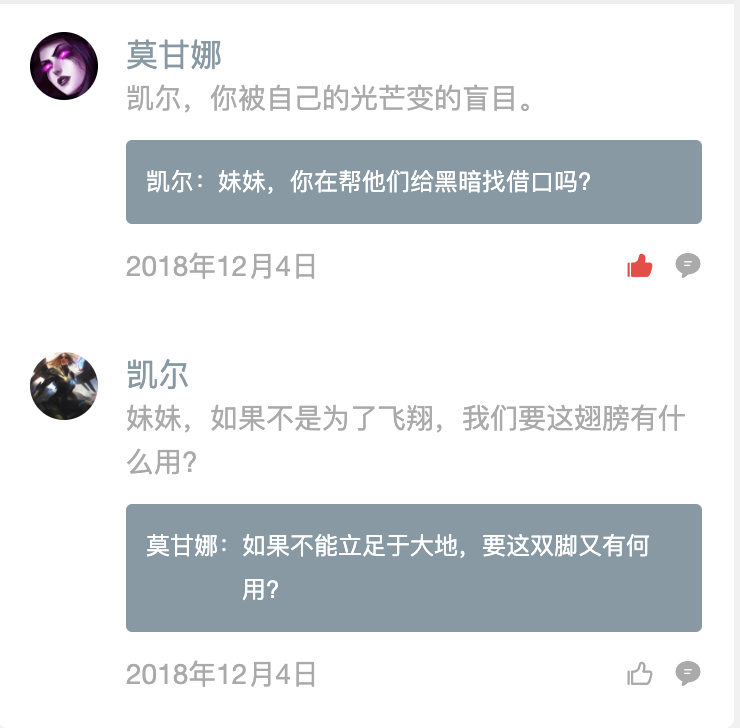 莫甘娜
凯尔，你被自己的光芒变的盲目。
凯尔：妹妹，你在帮他们给黑暗找借口吗？
2018年12月4日
凯尔
妹妹，如果不是为了飞翔，我们要这翅膀有什
么用？
莫甘娜：如果不能立足于大地，要这双脚又有何
用？
2018年12月4日